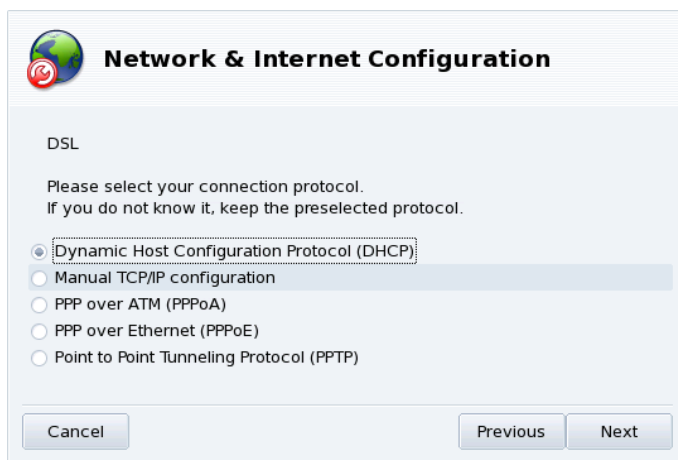 Network & Internet Configuration
DSL
Please select your connection protocol.
If you do not know it, keep the preselected protocol.
Dynamic Host Configuration Protocol (DHCP)
Manual TCP/IP configuration
PPP over ATM (PPPoA)
PPP over Ethernet (PPPoE)
Point to Point Tunneling Protocol (PPTP)
Cancel
Previous
Next